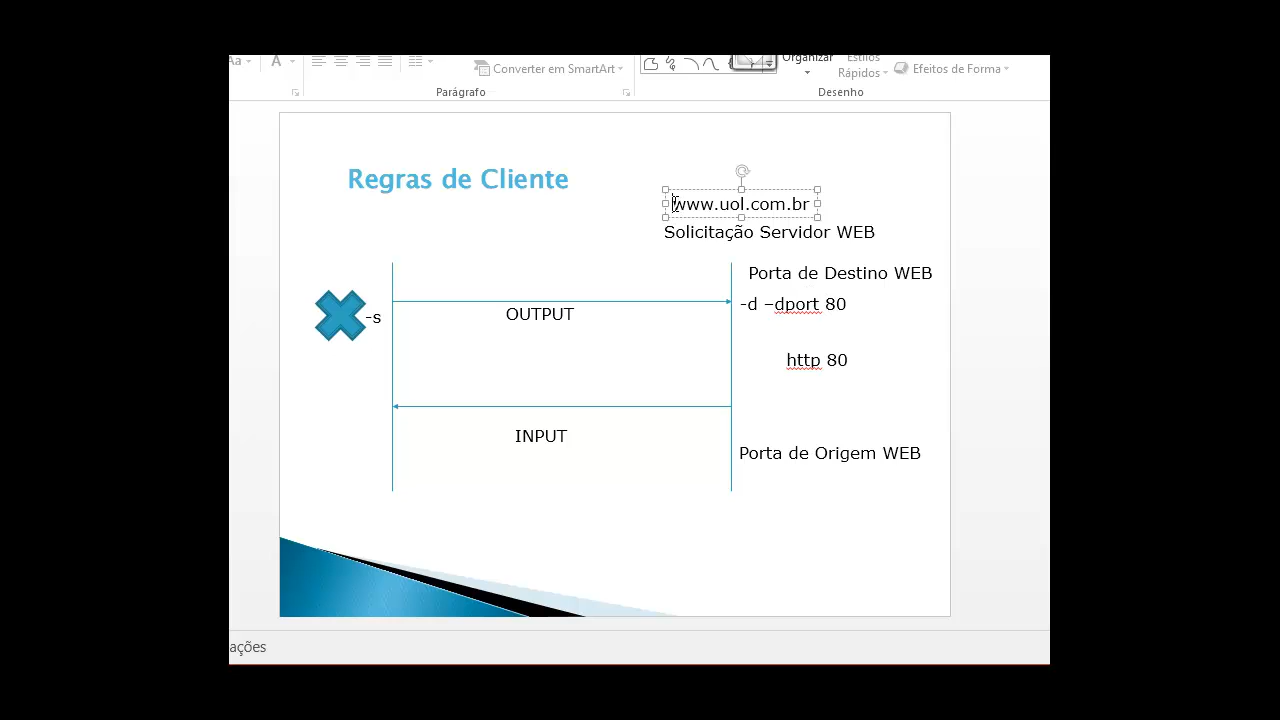 Aa
A
Converter em SmartArt
Organizar
Estilos
Rápidos
Efeitos de Forma
Parágrafo
Desenho
Regras de Cliente
www.uol.com.br
Solicitação Servidor WEB
Porta de Destino WEB
-d –dport 80
-s
OUTPUT
http 80
INPUT
Porta de Origem WEB
ações